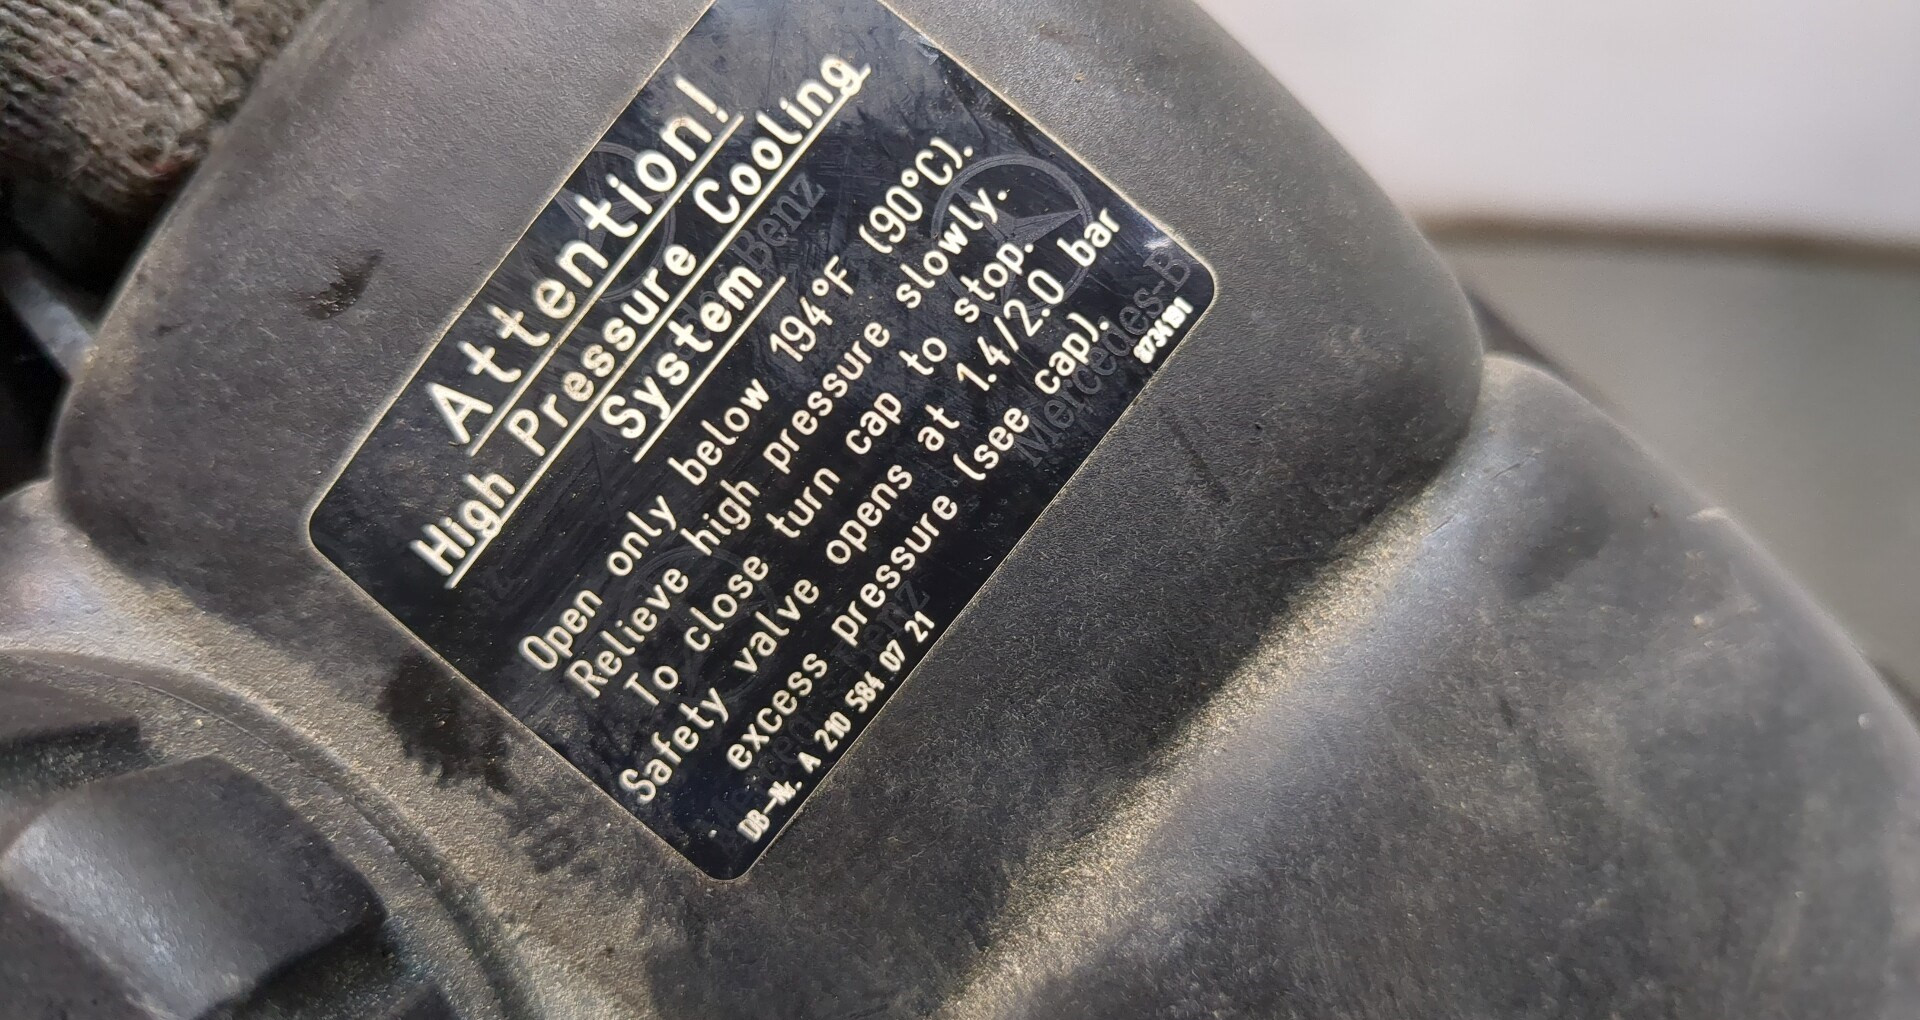 Attention!
High Pressure Cooling
System
Open only below 194°F (90°C).
Relieve high pressure slowly.
To close turn cap to stop.
Safety valve opens at 1.4/2.0 bar
excess pressure (see cap).
DB-Nr. A 210 584 07 21
Mercedes-B
Benz